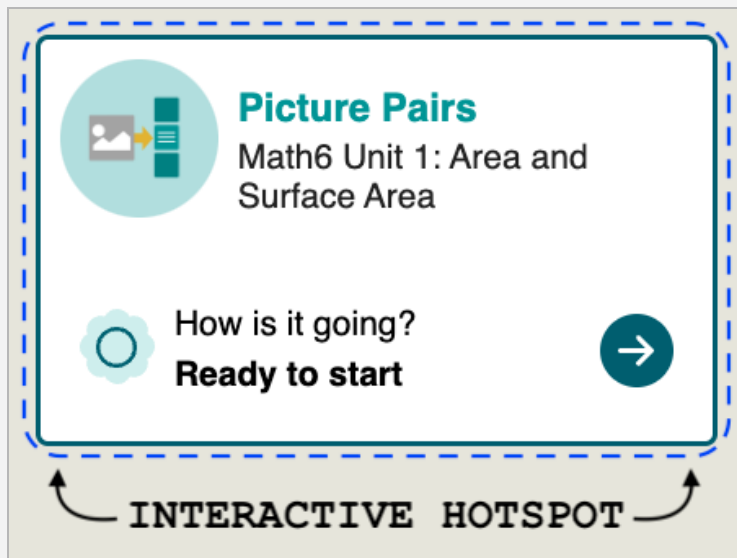 Picture Pairs
Math6 Unit 1: Area and
Surface Area
How is it going?
Ready to start
INTERACTIVE HOTSPOT